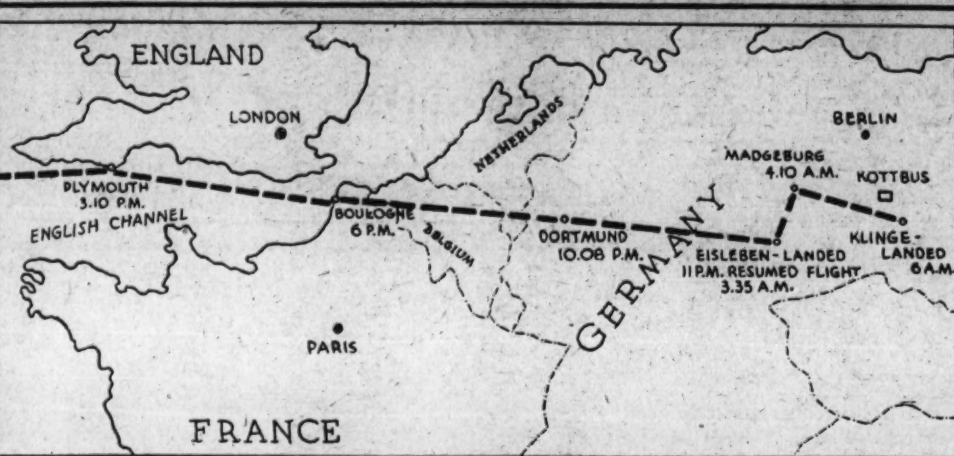 ENGLAND
LONDON
NETHERLANDS
BERLIN
MADGEBURG
4.10 A.M.
KOTTBUS
PLYMOUTH
3.10 P.M.
ENGLISH CHANNEL
BOULOGNE
6 P.M.
BELGIUM
DORTMUND
10.08 P.M.
GERMANY
EISLEBEN-LANDED
11 P.M. RESUMED FLIGHT
3.35 A.M.
KLINGE-
LANDED
6 A.M.
PARIS
FRANCE